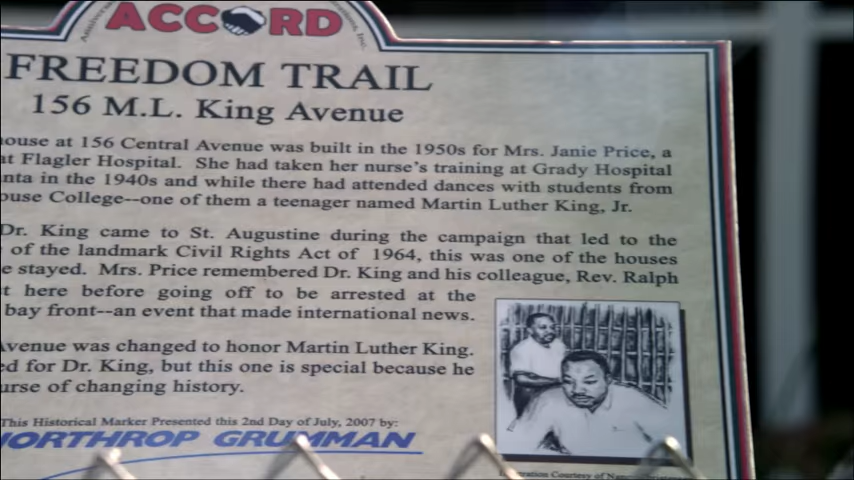 ACCORD
FREEDOM TRAIL
156 M.L. King Avenue
house at 156 Central Avenue was built in the 1950s for Mrs. Janie Price, a
at Flagler Hospital. She had taken her nurse's training at Grady Hospital
nta in the 1940s and while there had attended dances with students from
ouse College--one of them a teenager named Martin Luther King, Jr.
Dr. King came to St. Augustine during the campaign that led to the
of the landmark Civil Rights Act of 1964, this was one of the houses
e stayed. Mrs. Price remembered Dr. King and his colleague, Rev. Ralph
t here before going off to be arrested at the
bay front--an event that made international news.
Avenue was changed to honor Martin Luther King.
ed for Dr. King, but this one is special because he
urse of changing history.
This Historical Marker Presented this 2nd Day of July, 2007 by:
NORTHROP GRUMMAN
Courtesy of